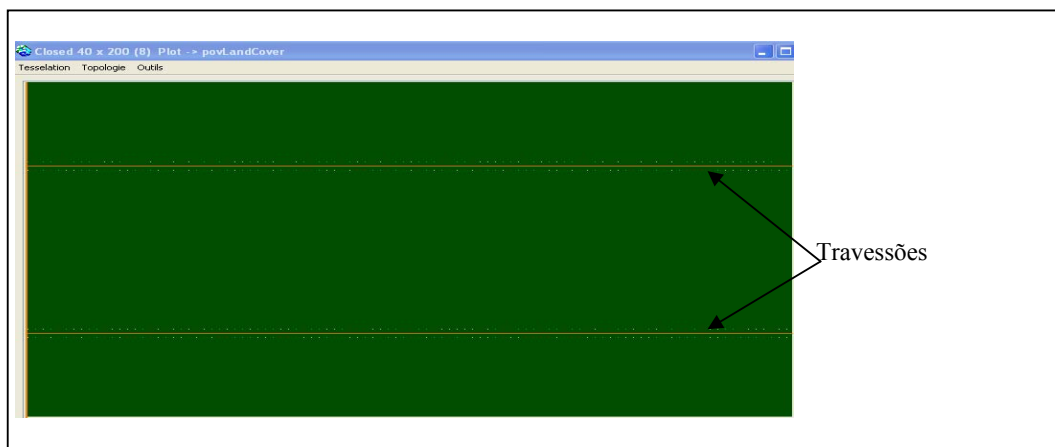 Closed 40 x 200 (8) Plot -> povLandCover
Tesselation Topologie Outils
Travessões